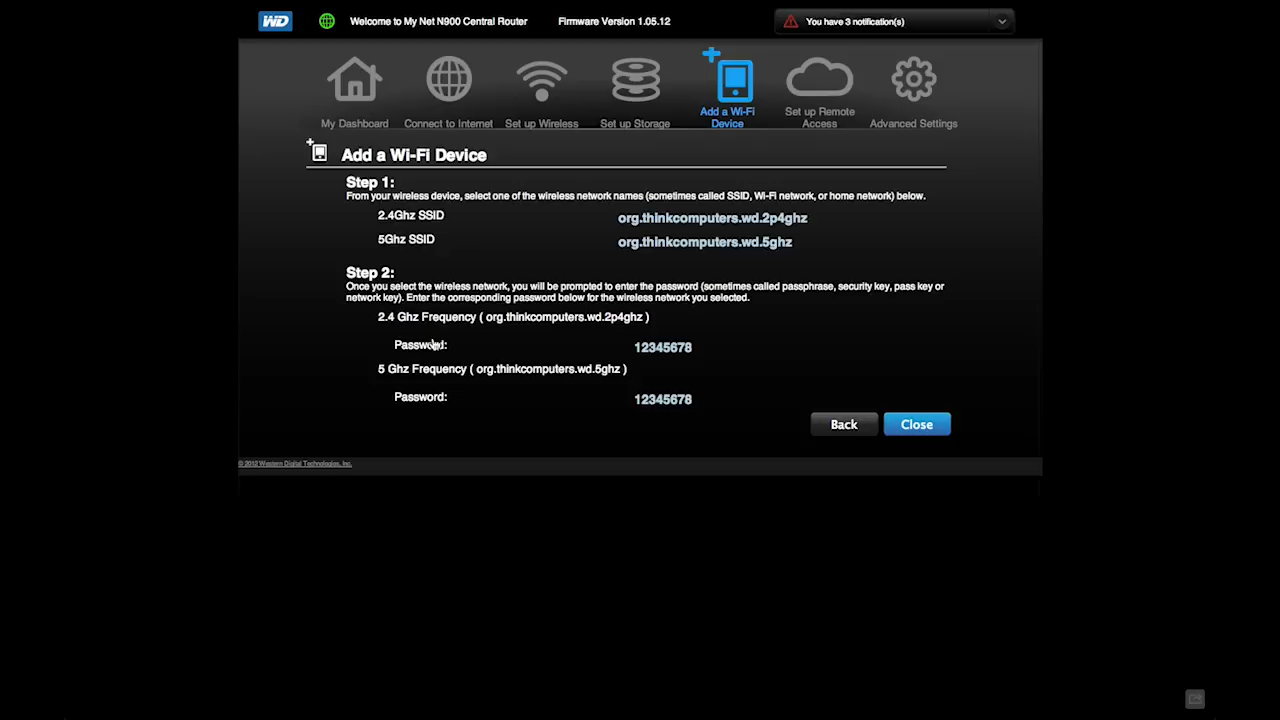 WD
Welcome to My Net N900 Central Router
Firmware Version 1.05.12
You have 3 notification(s)
My Dashboard
Connect to Internet
Set up Wireless
Set up Storage
Add a Wi-Fi
Device
Set up Remote
Access
Advanced Settings
Add a Wi-Fi Device
Step 1:
From your wireless device, select one of the wireless network names (sometimes called SSID, Wi-Fi network, or home network) below.
2.4Ghz SSID
org.thinkcomputers.wd.2p4ghz
5Ghz SSID
org.thinkcomputers.wd.5ghz
Step 2:
Once you select the wireless network, you will be prompted to enter the password (sometimes called passphrase, security key, pass key or
network key). Enter the corresponding password below for the wireless network you selected.
2.4 Ghz Frequency ( org.thinkcomputers.wd.2p4ghz )
Password:
12345678
5 Ghz Frequency ( org.thinkcomputers.wd.5ghz )
Password:
12345678
Back
Close
© 2012 Western Digital Technologies, Inc.